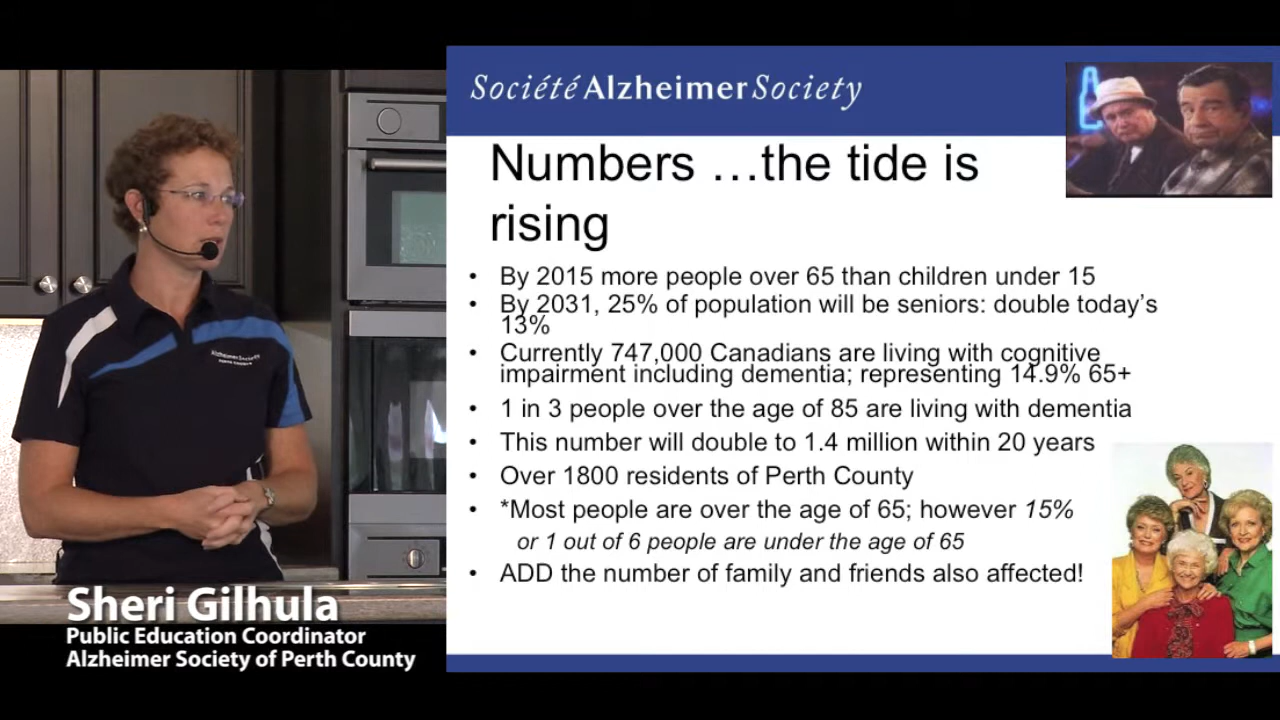 Société Alzheimer Society
Numbers …the tide is
rising
• By 2015 more people over 65 than children under 15
• By 2031, 25% of population will be seniors: double today's
13%
• Currently 747,000 Canadians are living with cognitive
impairment including dementia; representing 14.9% 65+
• 1 in 3 people over the age of 85 are living with dementia
• This number will double to 1.4 million within 20 years
• Over 1800 residents of Perth County
• *Most people are over the age of 65; however 15%
or 1 out of 6 people are under the age of 65
• ADD the number of family and friends also affected!
Alzheimer Society
Sheri Gilhula
Public Education Coordinator
Alzheimer Society of Perth County